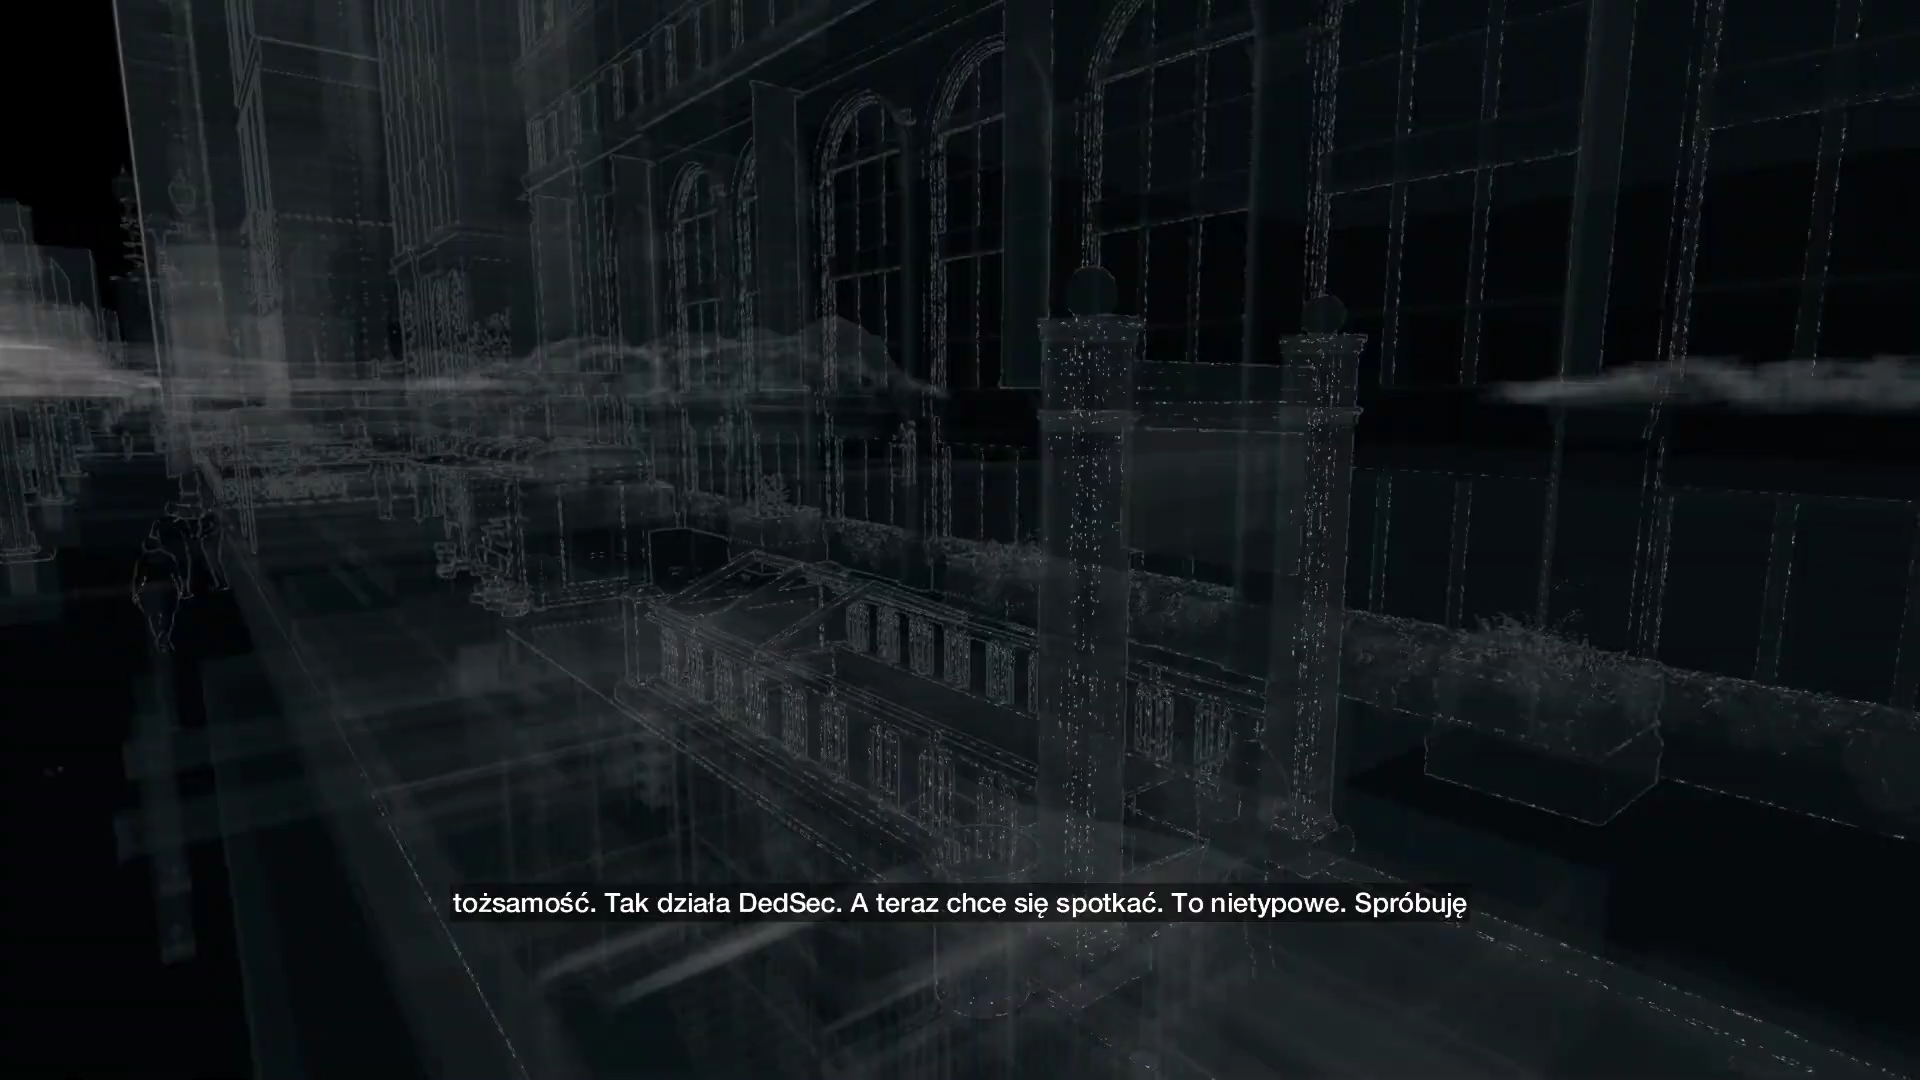 tożsamość. Tak działa DedSec. A teraz chce się spotkać. To nietypowe. Spróbuję